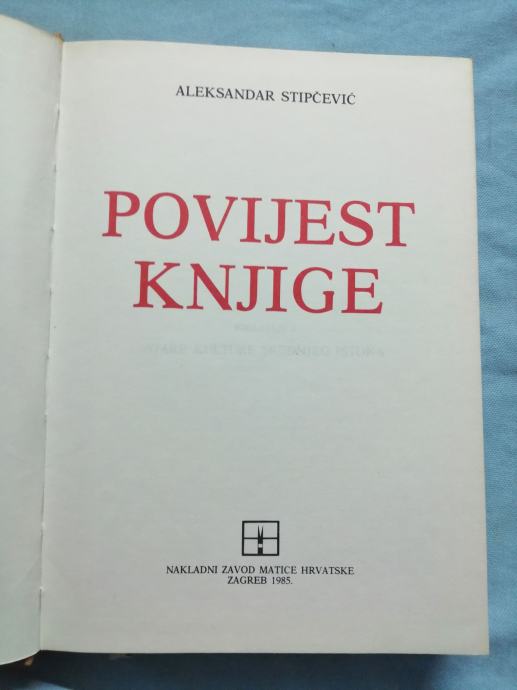 ALEKSANDAR STIPČEVIĆ
POVIJEST
KNJIGE
NAKLADNI ZAVOD MATICE HRVATSKE
ZAGREB 1985.